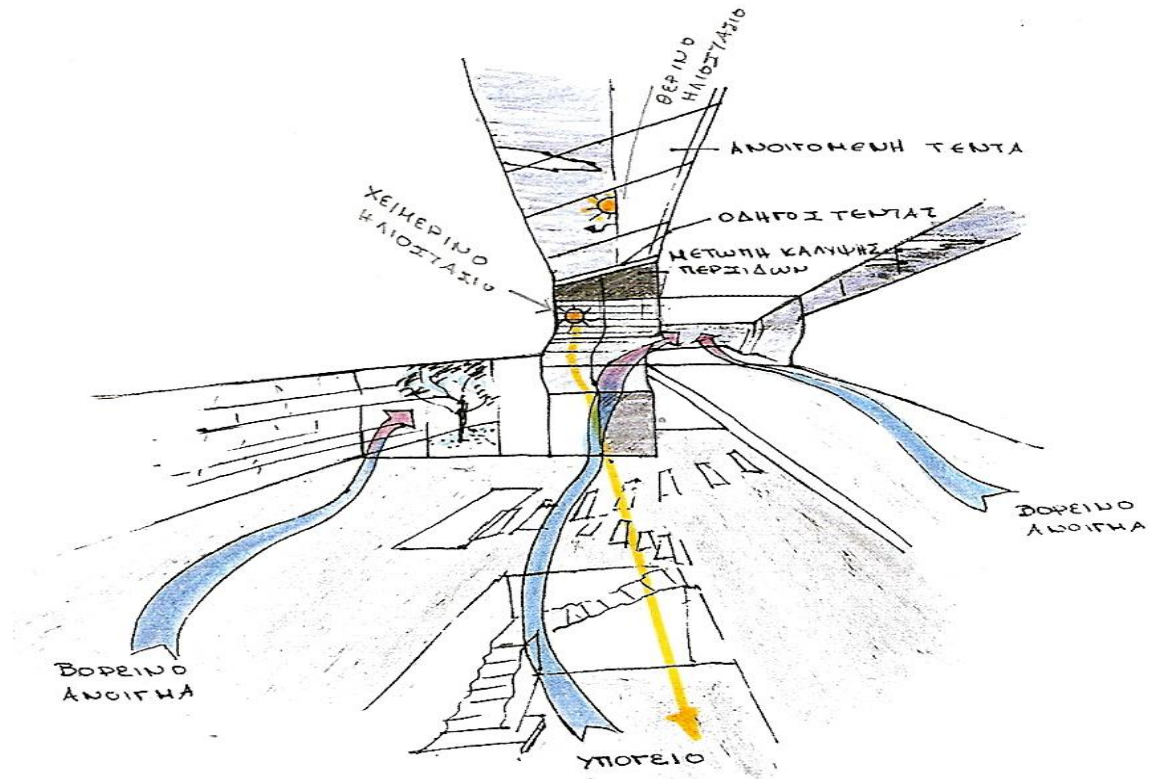 ΘΕΡΙΝΟ
ΗΛΙΟΣΤΑΣΙΟ
ΑΝΟΙΓΟΜΕΝΗ ΤΕΝΤΑ
ΧΕΙΜΕΡΙΝΟ
ΗΛΙΟΣΤΑΣΙΟ
ΟΔΗΓΟΣ ΤΕΝΤΑΣ
ΜΕΤΩΠΗ ΚΑΛΥΨΗΣ
ΠΕΡΣΙΔΩΝ
ΒΟΡΕΙΝΟ
ΑΝΟΙΓΜΑ
ΒΟΡΕΙΝΟ
ΑΝΟΙΓΜΑ
ΥΠΟΓΕΙΟ